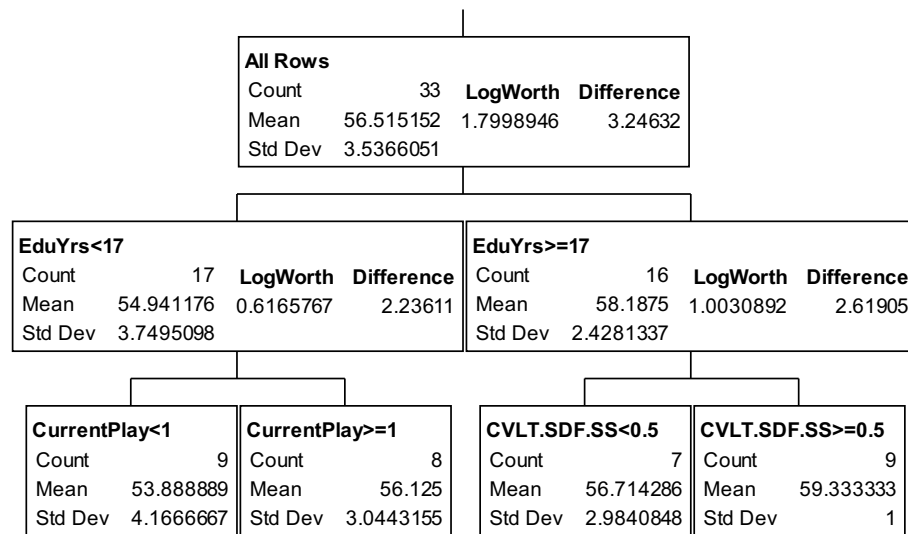 All Rows
Count 33 LogWorth Difference
Mean 56.515152 1.7998946 3.24632
Std Dev 3.5366051
EduYrs<17
Count 17 LogWorth Difference
Mean 54.941176 0.6165767 2.23611
Std Dev 3.7495098
EduYrs>=17
Count 16 LogWorth Difference
Mean 58.1875 1.0030892 2.61905
Std Dev 2.4281337
CurrentPlay<1
Count 9
Mean 53.888889
Std Dev 4.1666667
CurrentPlay>=1
Count 8
Mean 56.125
Std Dev 3.0443155
CVLT.SDF.SS<0.5
Count 7
Mean 56.714286
Std Dev 2.9840848
CVLT.SDF.SS>=0.5
Count 9
Mean 59.333333
Std Dev 1